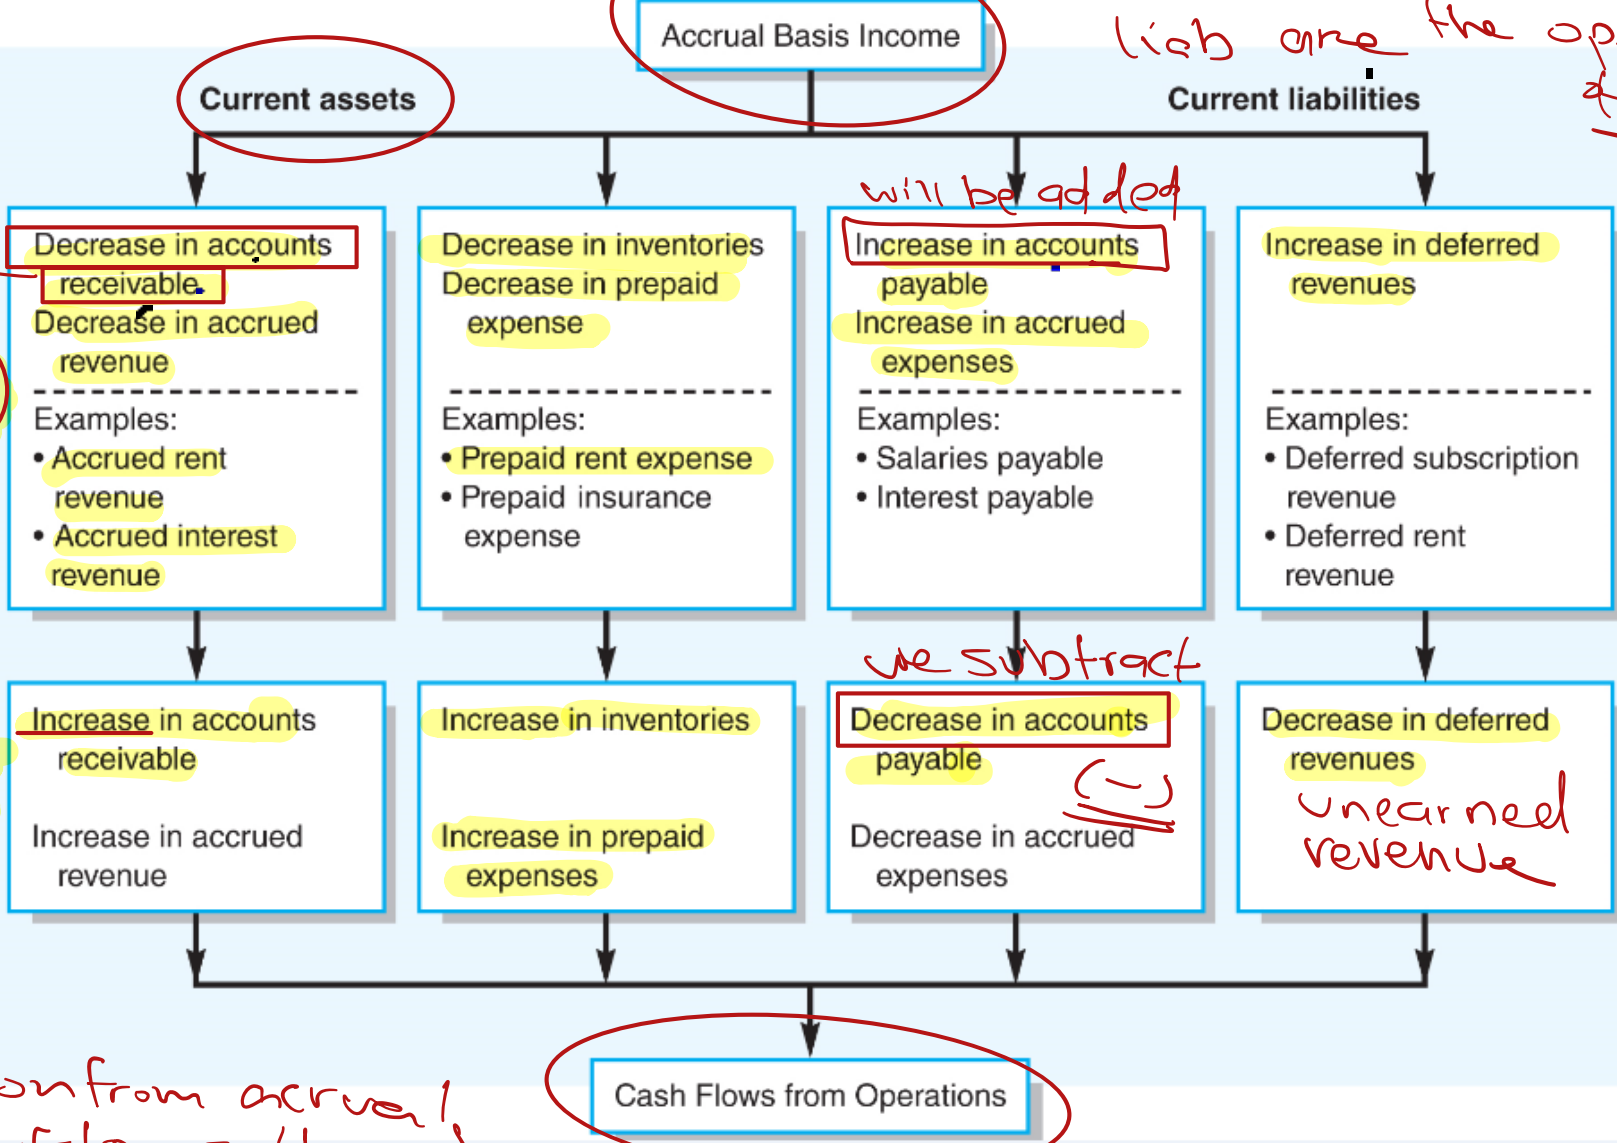 Accrual Basis Income
liab are the
Current assets
Current liabilities
will be added
Decrease in accounts
receivable
Decrease in accrued
revenue
Examples:
• Accrued rent
revenue
• Accrued interest
revenue
Decrease in inventories
Decrease in prepaid
expense
Examples:
• Prepaid rent expense
• Prepaid insurance
expense
Increase in accounts
payable
Increase in accrued
expenses
Examples:
• Salaries payable
• Interest payable
Increase in deferred
revenues
Examples:
• Deferred subscription
revenue
• Deferred rent
revenue
we subtract
Increase in accounts
receivable
Increase in accrued
revenue
Increase in inventories
Increase in prepaid
expenses
Decrease in accounts
payable
(-)
Decrease in accrued
expenses
Decrease in deferred
revenues
unearned
revenue
Cash Flows from Operations
from acrual